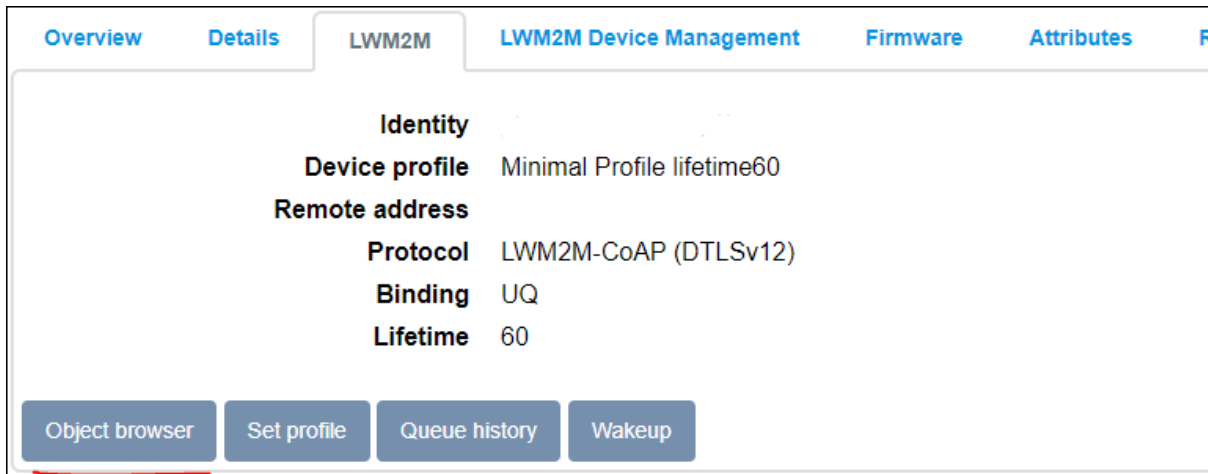 Overview Details LWM2M LWM2M Device Management Firmware Attributes
Identity
Device profile Minimal Profile lifetime60
Remote address
Protocol LWM2M-CoAP (DTLSv12)
Binding UQ
Lifetime 60
Object browser Set profile Queue history Wakeup